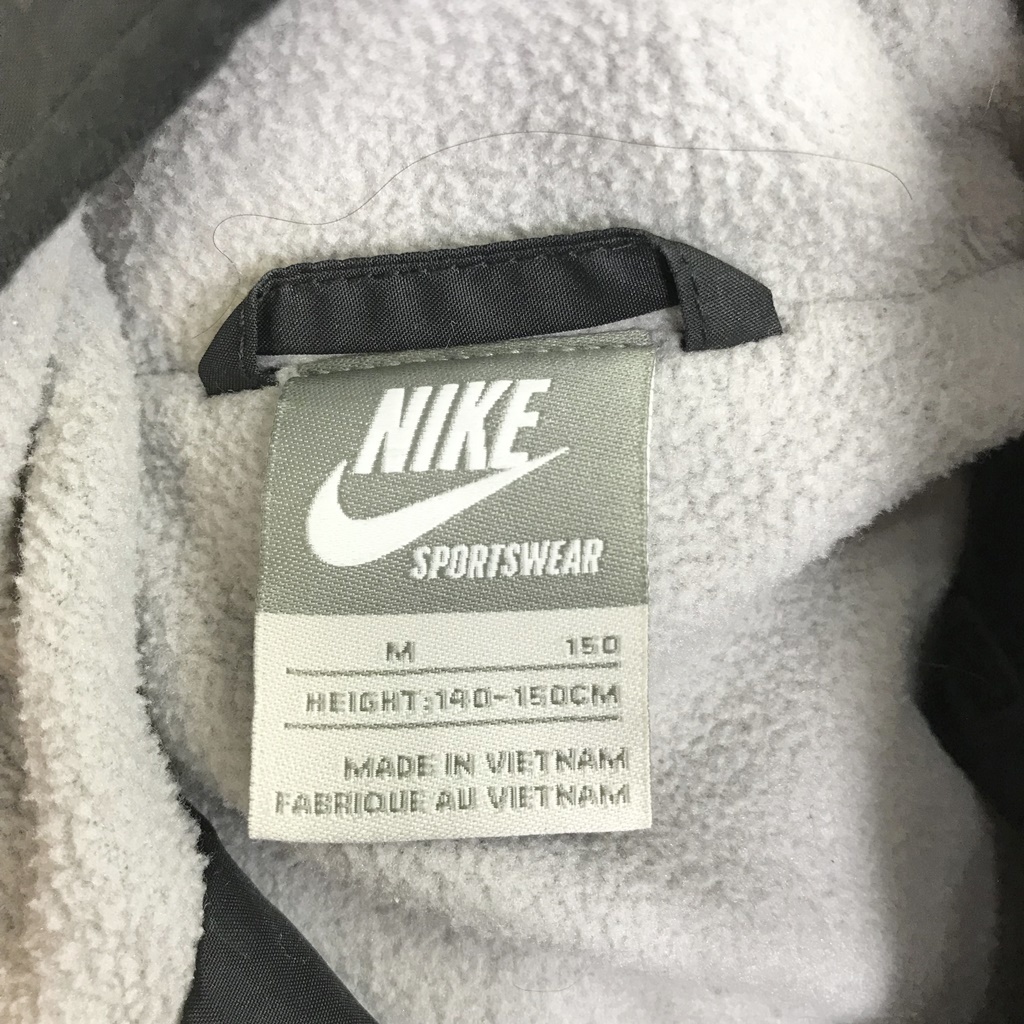 NIKE
SPORTSWEAR
M 150
HEIGHT:140-150CM
MADE IN VIETNAM
FABRIQUE AU VIETNAM